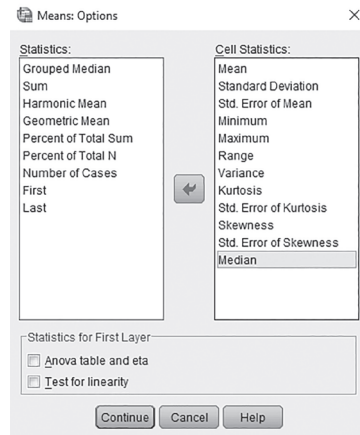 Means: Options
Statistics:
Grouped Median
Sum
Harmonic Mean
Geometric Mean
Percent of Total Sum
Percent of Total N
Number of Cases
First
Last
Cell Statistics:
Mean
Standard Deviation
Std. Error of Mean
Minimum
Maximum
Range
Variance
Kurtosis
Std. Error of Kurtosis
Skewness
Std. Error of Skewness
Median
Statistics for First Layer
Anova table and eta
Test for linearity
Continue
Cancel
Help